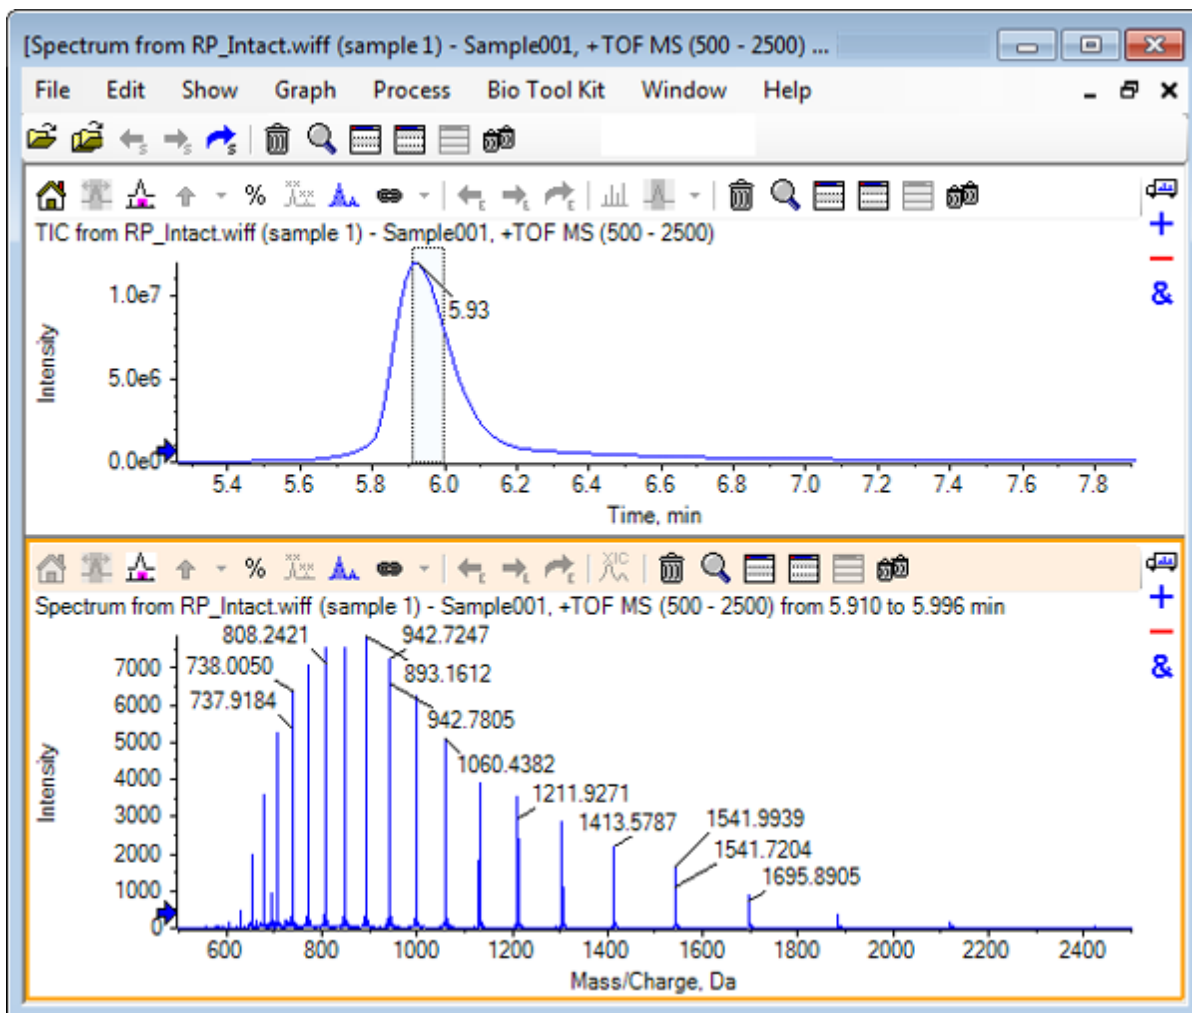 [Spectrum from RP_Intact.wiff (sample 1) - Sample001, +TOF MS (500 - 2500) ...
File Edit Show Graph Process Bio Tool Kit Window Help
TIC from RP_Intact.wiff (sample 1) - Sample001, +TOF MS (500 - 2500)
Intensity
1.0e7
5.0e6
0.0e0
5.93
5.4 5.6 5.8 6.0 6.2 6.4 6.6 6.8 7.0 7.2 7.4 7.6 7.8
Time, min
XIC
Spectrum from RP_Intact.wiff (sample 1) - Sample001, +TOF MS (500 - 2500) from 5.910 to 5.996 min
Intensity
7000
6000
5000
4000
3000
2000
1000
0
808.2421
942.7247
738.0050
893.1612
737.9184
942.7805
1060.4382
1211.9271
1413.5787
1541.9939
1541.7204
1695.8905
600 800 1000 1200 1400 1600 1800 2000 2200 2400
Mass/Charge, Da